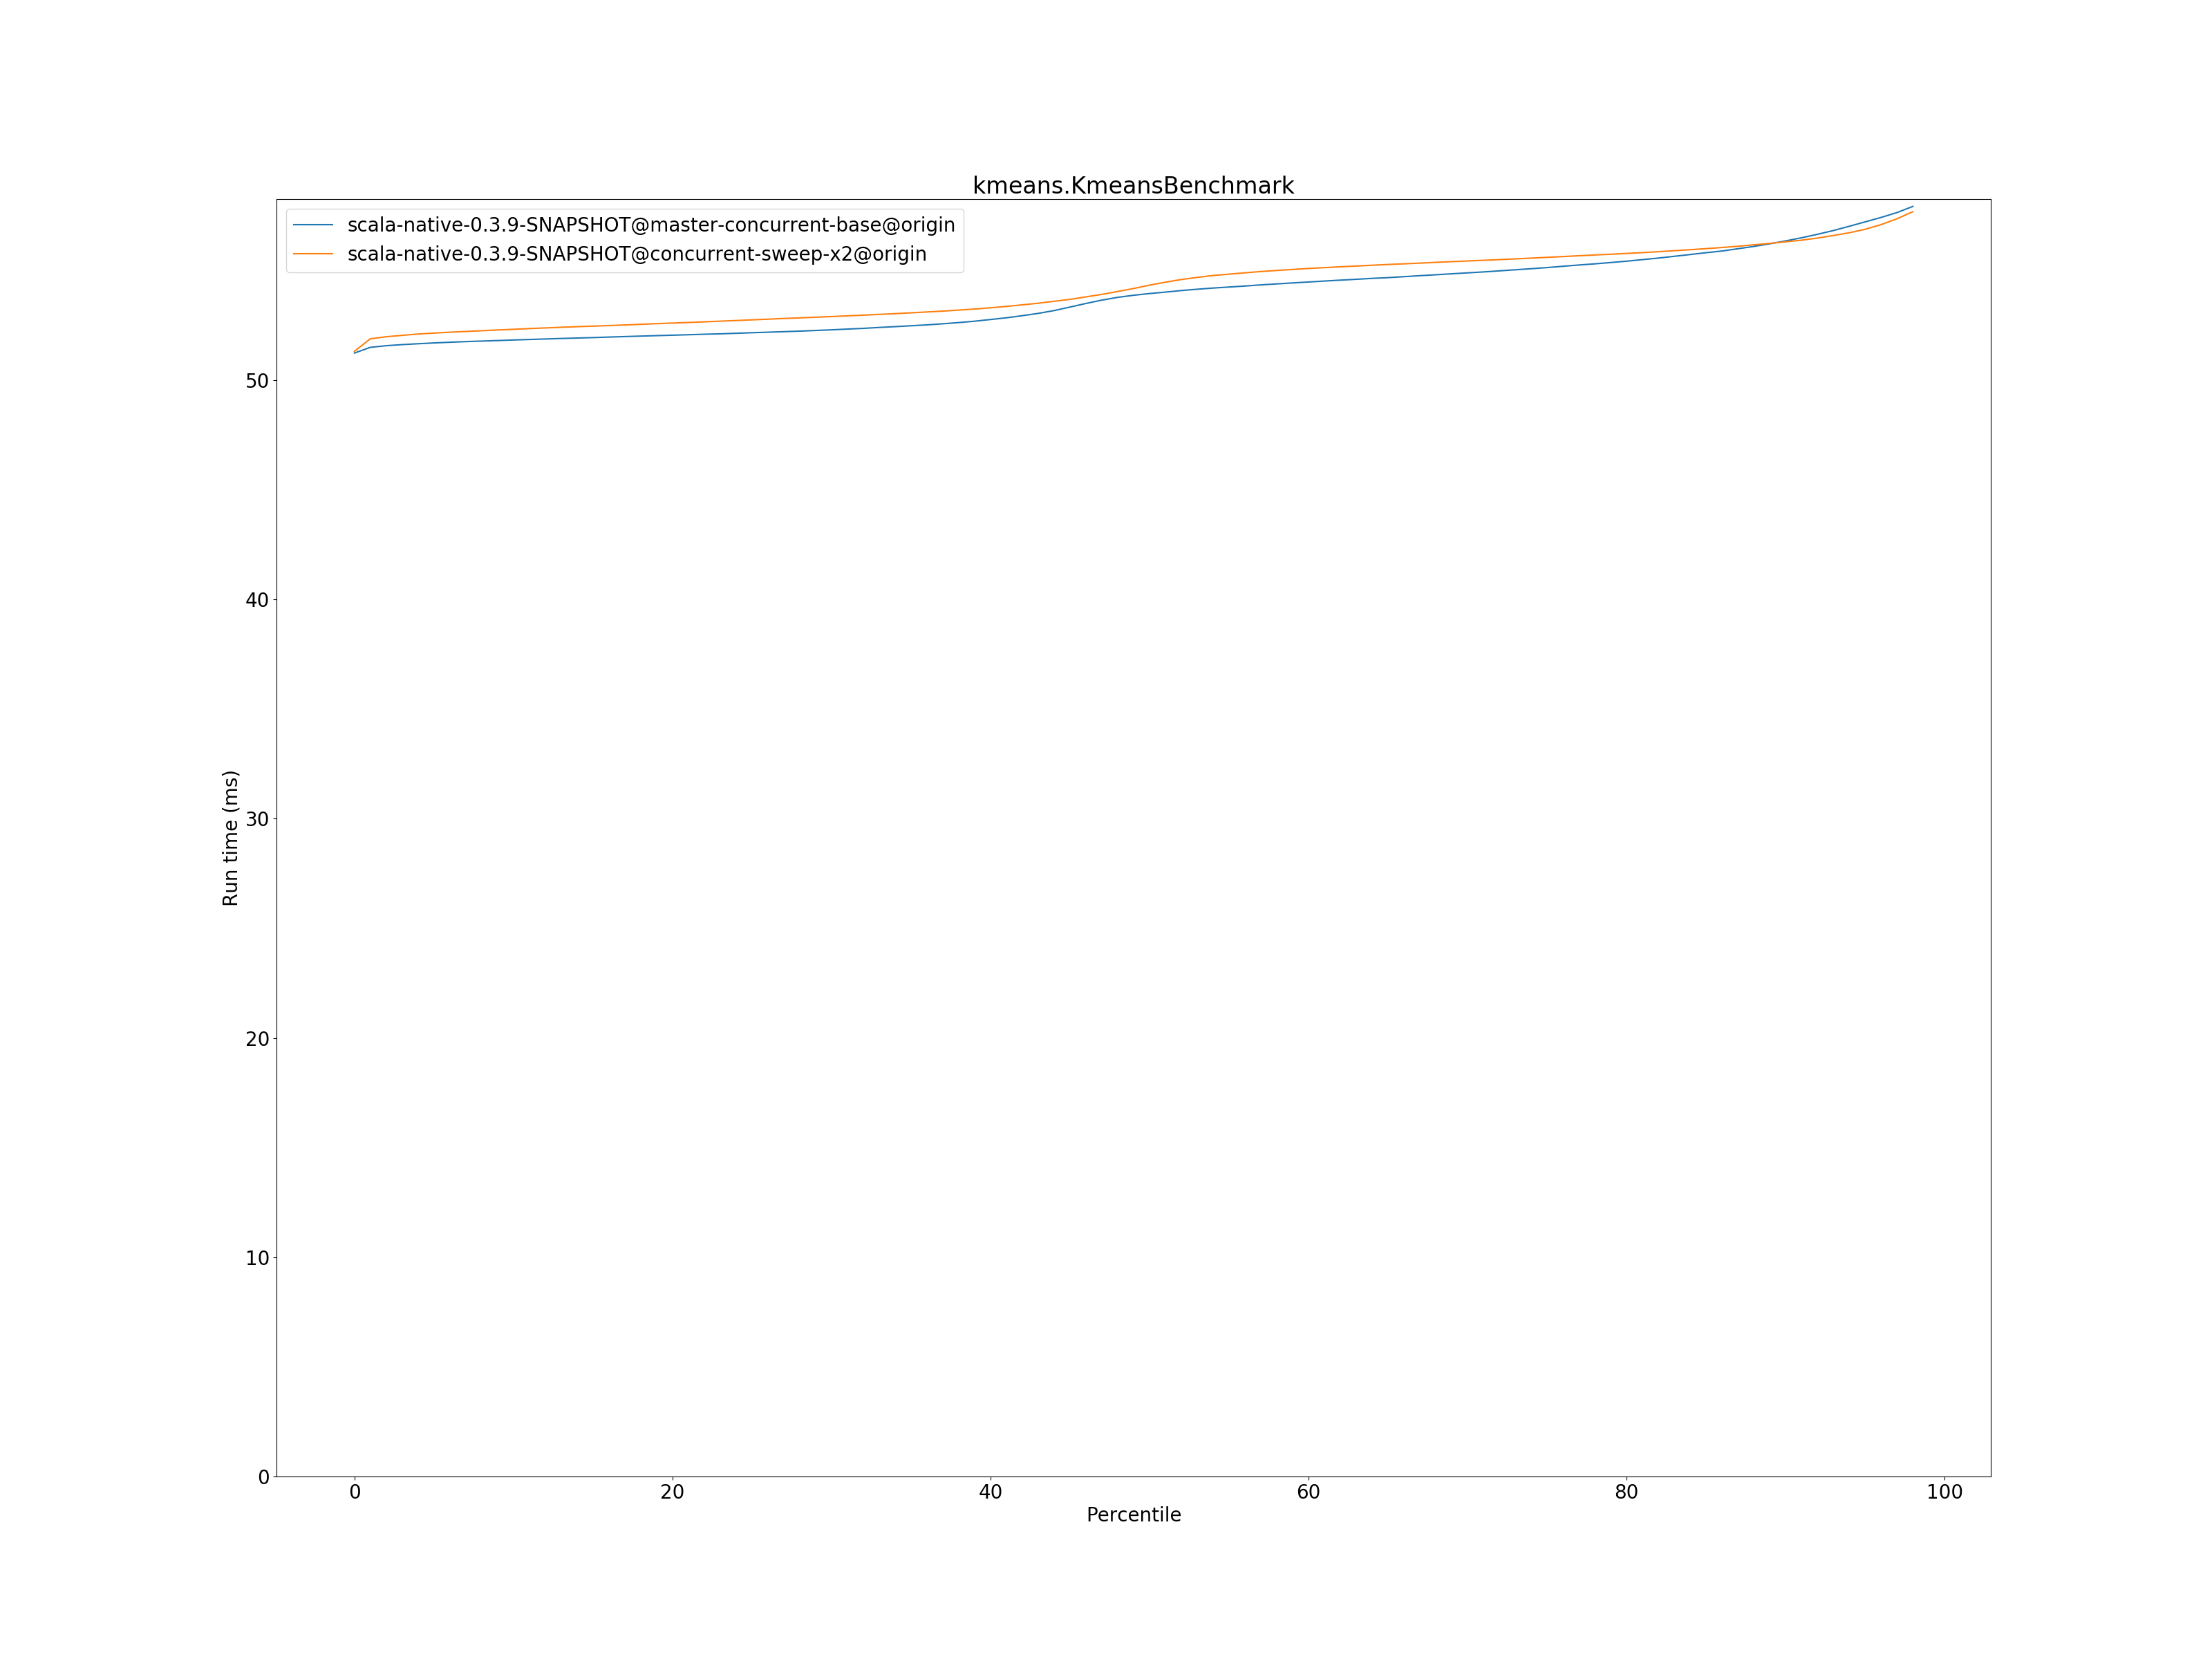 kmeans.KmeansBenchmark
scala-native-0.3.9-SNAPSHOT@master-concurrent-base@origin
scala-native-0.3.9-SNAPSHOT@concurrent-sweep-x2@origin
Run time (ms)
50
40
30
20
10
0
0 20 40 60 80 100
Percentile